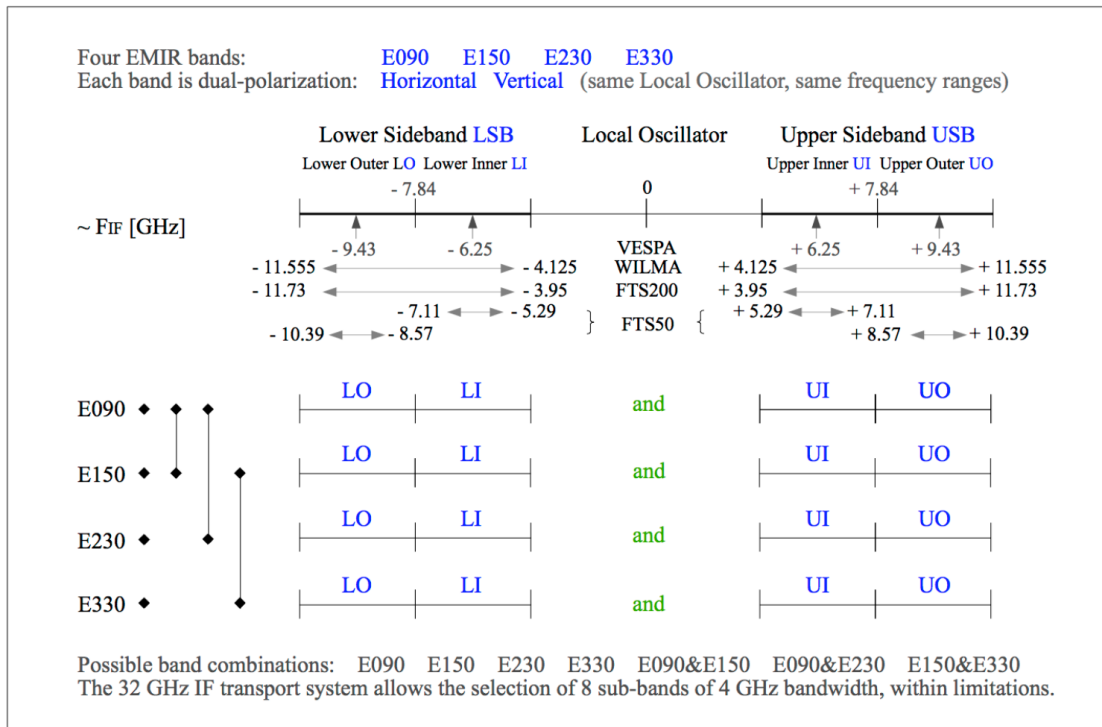 Four EMIR bands: E090 E150 E230 E330
Each band is dual-polarization: Horizontal Vertical (same Local Oscillator, same frequency ranges)
Lower Sideband LSB Local Oscillator Upper Sideband USB
Lower Outer LO Lower Inner LI Upper Inner UI Upper Outer UO
- 7.84 0 + 7.84
~ FIF [GHz]
- 9.43 - 6.25 VESPA + 6.25 + 9.43
- 11.555 - 4.125 WILMA + 4.125 + 11.555
- 11.73 - 3.95 FTS200 + 3.95 + 11.73
- 7.11 - 5.29 } FTS50 { + 5.29 + 7.11
- 10.39 - 8.57 + 8.57 + 10.39
LO LI UI UO
E090 and
LO LI UI UO
E150 and
LO LI UI UO
E230 and
LO LI UI UO
E330 and
Possible band combinations: E090 E150 E230 E330 E090&E150 E090&E230 E150&E330
The 32 GHz IF transport system allows the selection of 8 sub-bands of 4 GHz bandwidth, within limitations.